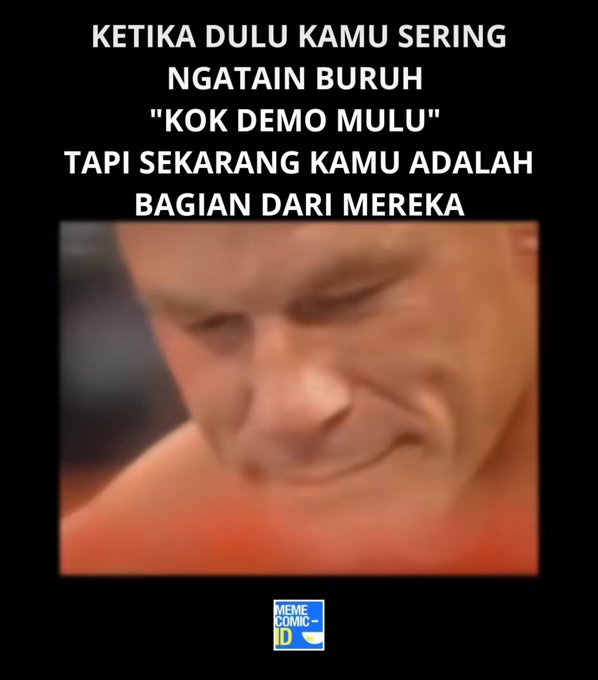 KETIKA DULU KAMU SERING
NGATAIN BURUH
"KOK DEMO MULU"
TAPI SEKARANG KAMU ADALAH
BAGIAN DARI MEREKA
MEME
COMIC-
ID